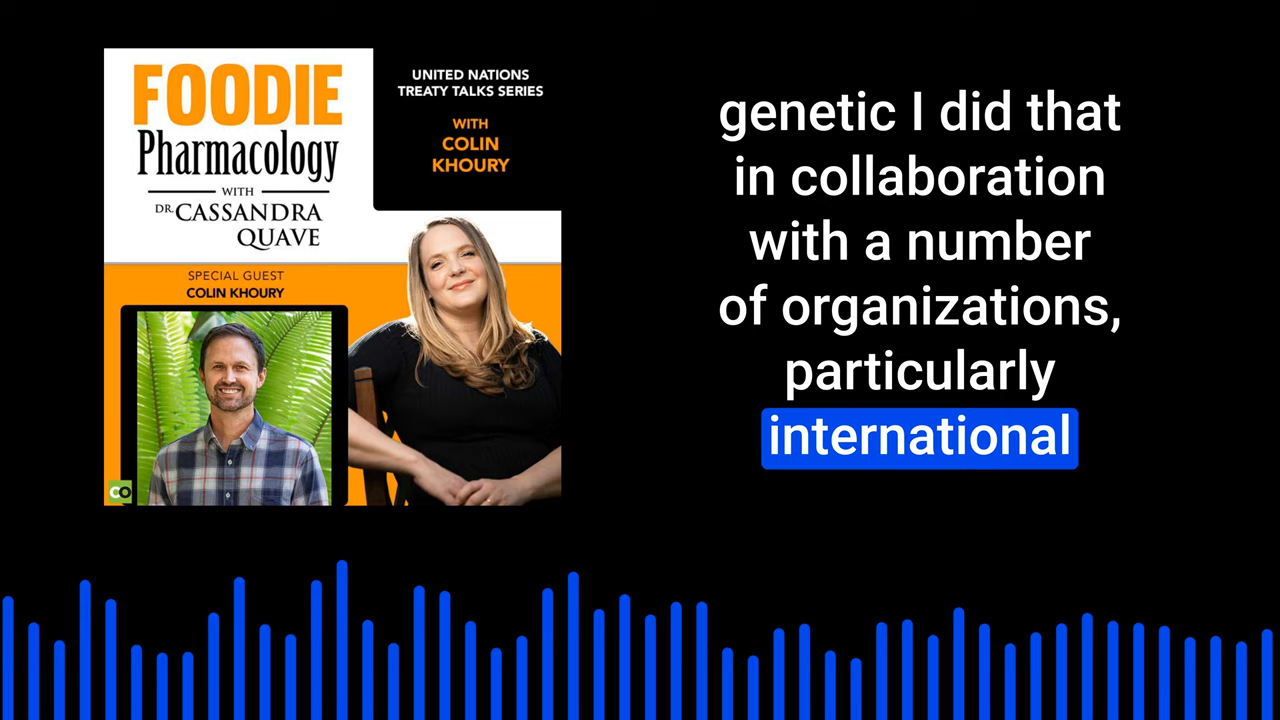 FOODIE
Pharmacology
WITH
DR. CASSANDRA
QUAVE
UNITED NATIONS
TREATY TALKS SERIES
WITH
COLIN
KHOURY
SPECIAL GUEST
COLIN KHOURY
CO
genetic I did that
in collaboration
with a number
of organizations,
particularly
international